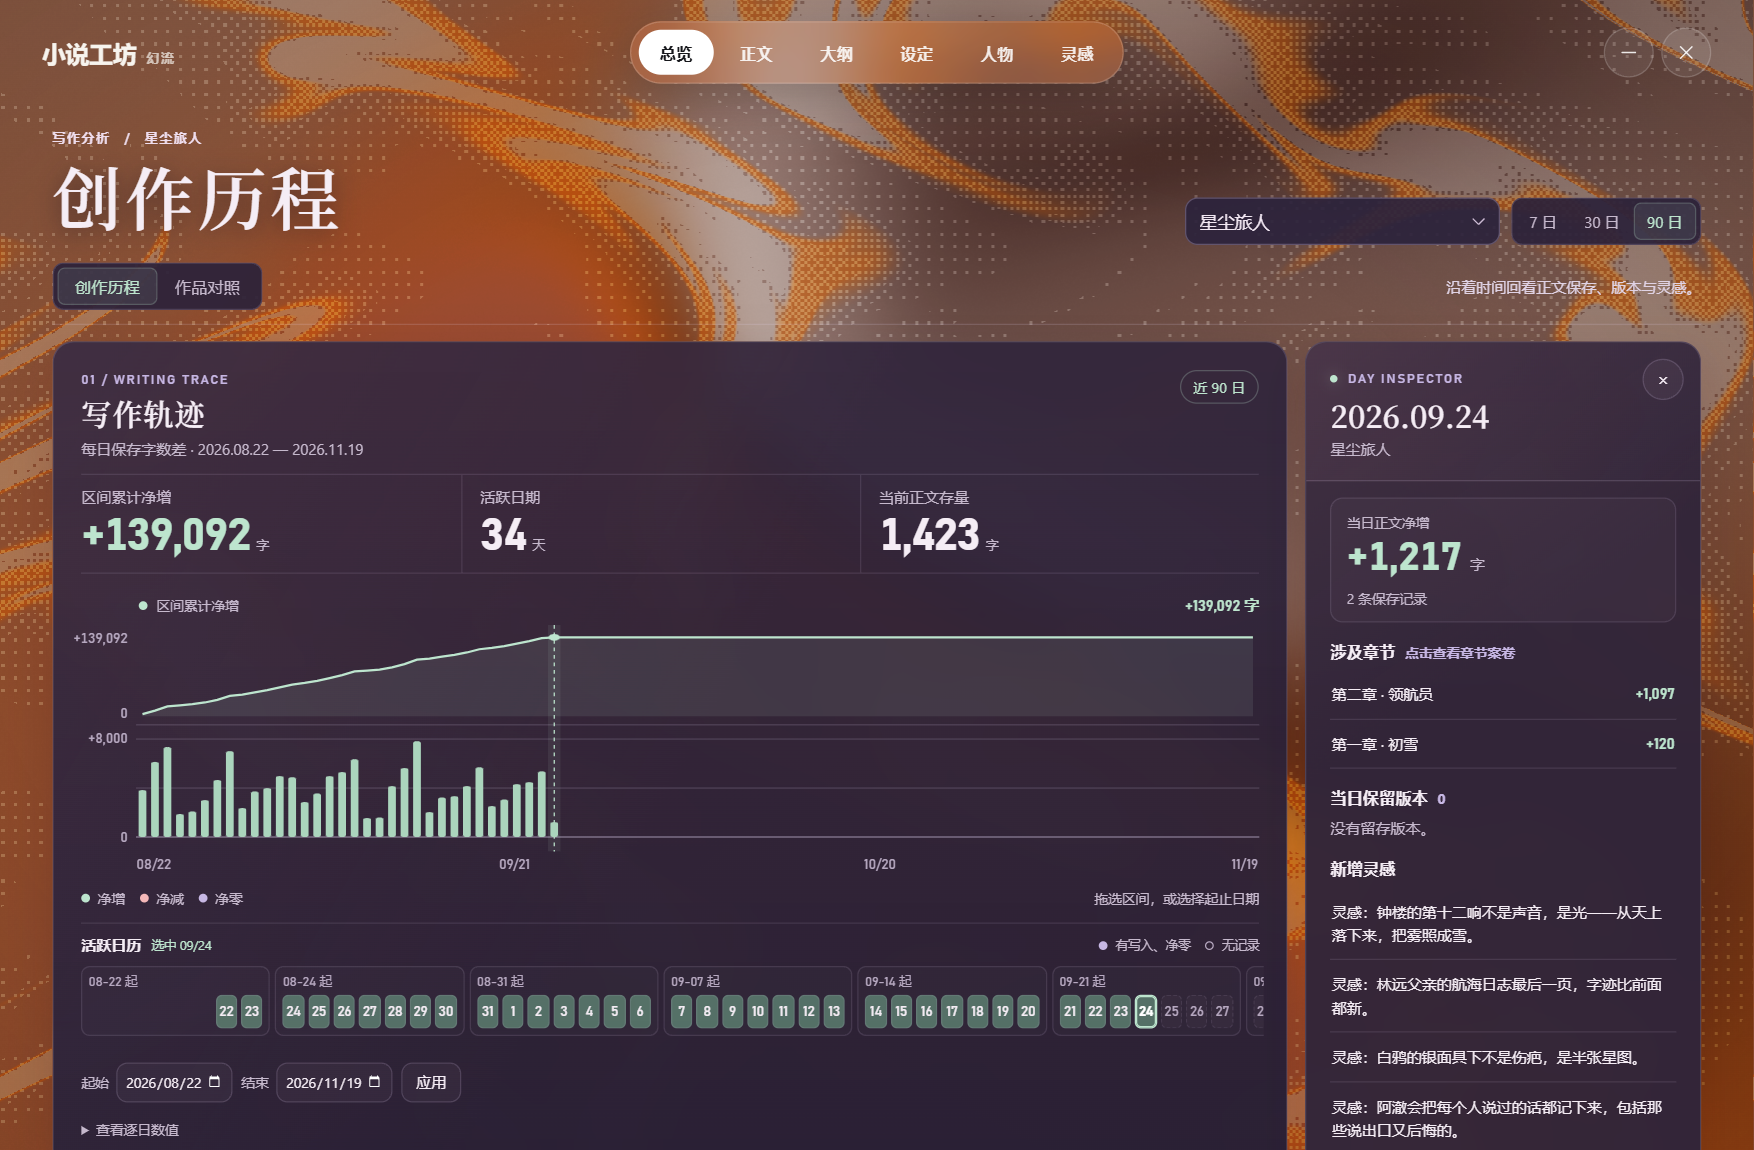 小说工坊 幻流
总览 正文 大纲 设定 人物 灵感
写作分析 / 星尘旅人
创作历程
星尘旅人
7 日 30 日 90 日
创作历程 作品对照
沿着时间回看正文保存、版本与灵感。
01 / WRITING TRACE
写作轨迹
每日保存字数差 · 2026.08.22 — 2026.11.19
近 90 日
区间累计净增
+139,092 字
活跃日期
34 天
当前正文存量
1,423 字
区间累计净增
+139,092 字
+139,092
0
+8,000
0
08/22 09/21 10/20 11/19
净增 净减 净零
拖选区间，或选择起止日期
活跃日历 选中 09/24
有写入、净零 无记录
08-22 起
22 23
08-24 起
24 25 26 27 28 29 30
08-31 起
31 1 2 3 4 5 6
09-07 起
7 8 9 10 11 12 13
09-14 起
14 15 16 17 18 19 20
09-21 起
21 22 23 24 25 26 27
起始 2026/08/22 结束 2026/11/19 应用
查看逐日数值
DAY INSPECTOR
2026.09.24
星尘旅人
当日正文净增
+1,217 字
2 条保存记录
涉及章节 点击查看章节案卷
第二章 · 领航员 +1,097
第一章 · 初雪 +120
当日保留版本 0
没有留存版本。
新增灵感
灵感：钟楼的第十二响不是声音，是光——从天上
落下来，把雾照成雪。
灵感：林远父亲的航海日志最后一页，字迹比前面
都新。
灵感：白鸦的银面具下不是伤疤，是半张星图。
灵感：阿澈会把每个人说过的话都记下来，包括那
些说出口又后悔的。